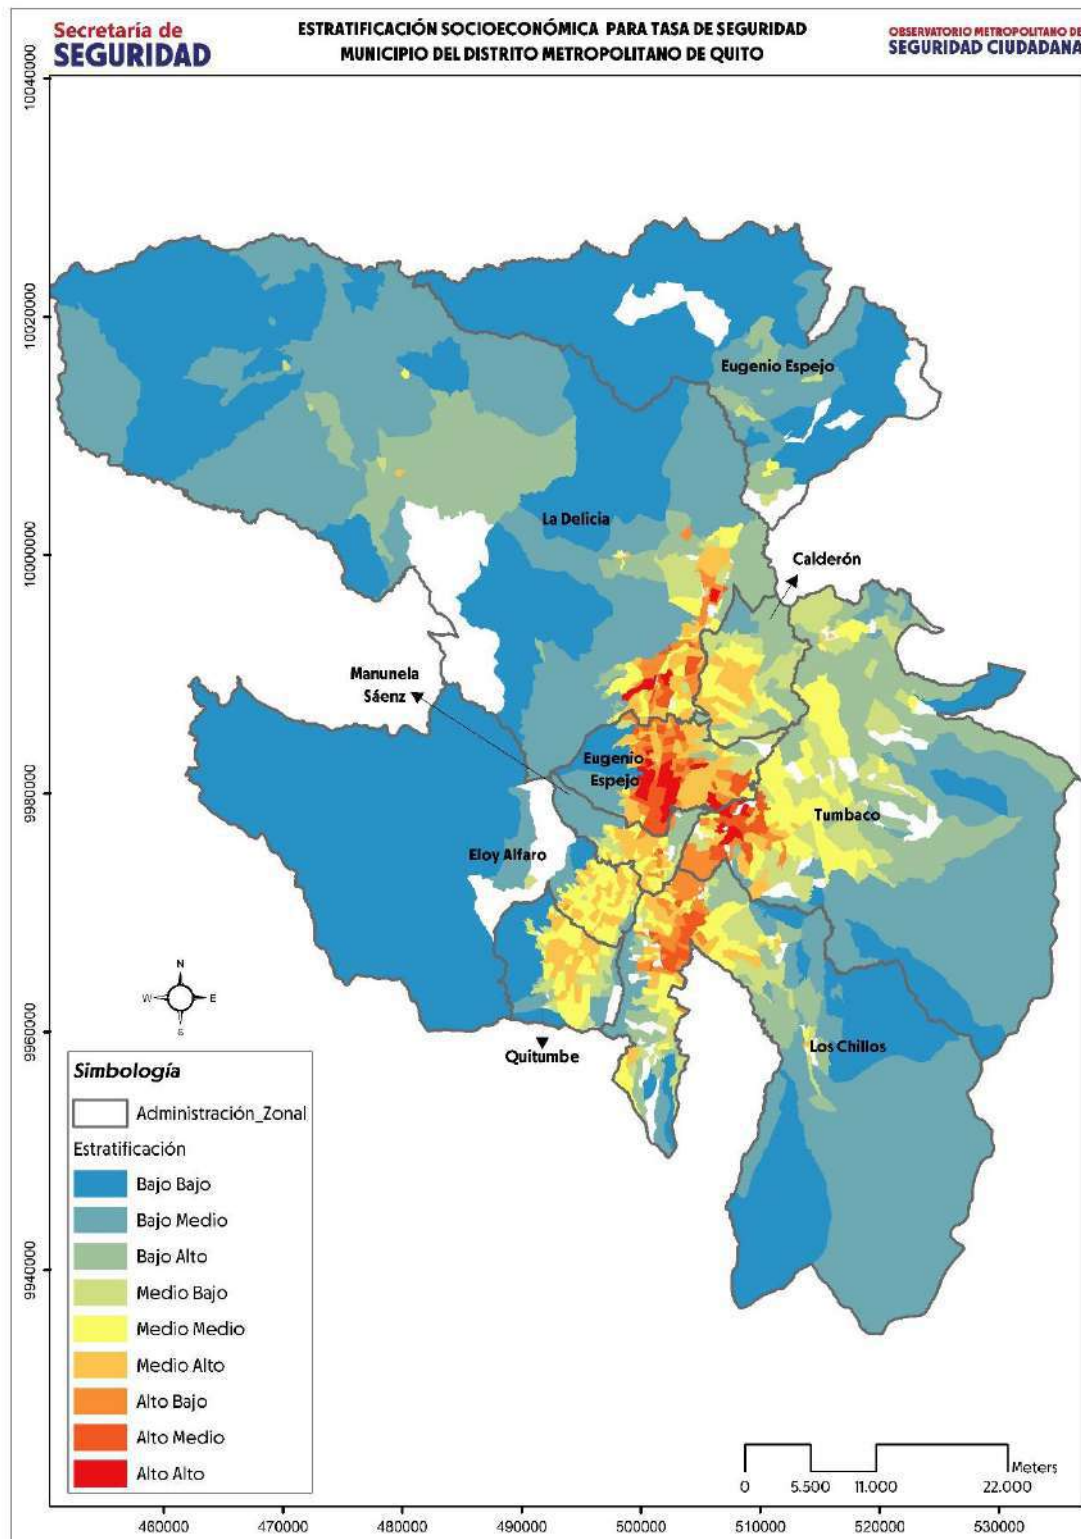 Secretaría de
SEGURIDAD
ESTRATIFICACIÓN SOCIOECONÓMICA PARA TASA DE SEGURIDAD
MUNICIPIO DEL DISTRITO METROPOLITANO DE QUITO
OBSERVATORIO METROPOLITANO DE
SEGURIDAD CIUDADANA
10040000
10020000
10000000
9980000
9960000
9940000
Eugenio Espejo
La Delicia
Calderón
Manunela
Sáenz
Eugenio
Espejo
Tumbaco
Eloy Alfaro
N
W
E
S
Quitumbe
Los Chillos
Simbología
Administración_Zonal
Estratificación
Bajo Bajo
Bajo Medio
Bajo Alto
Medio Bajo
Medio Medio
Medio Alto
Alto Bajo
Alto Medio
Alto Alto
Meters
0 5.500 11.000 22.000
460000 470000 480000 490000 500000 510000 520000 530000